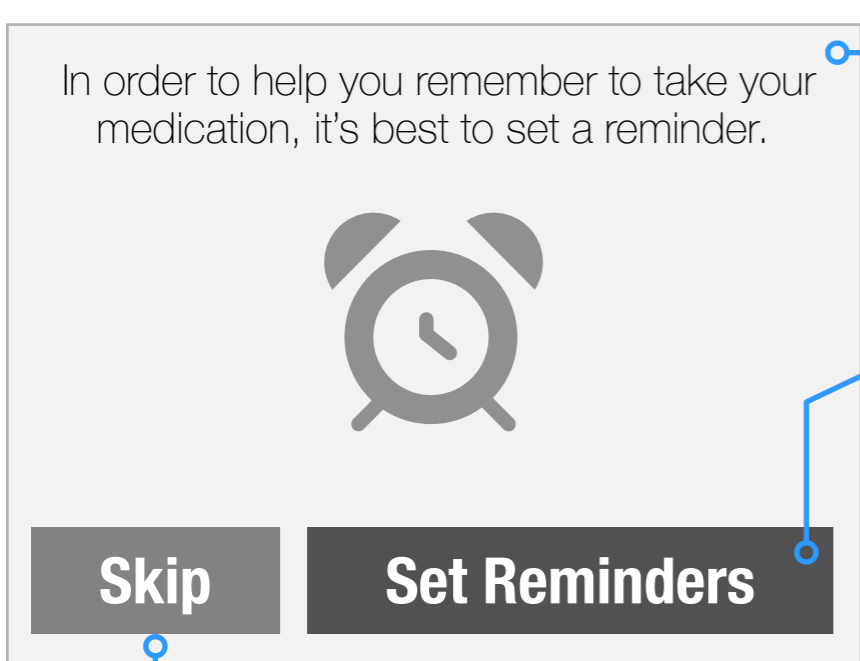 In order to help you remember to take your
medication, it’s best to set a reminder.
Skip
Set Reminders